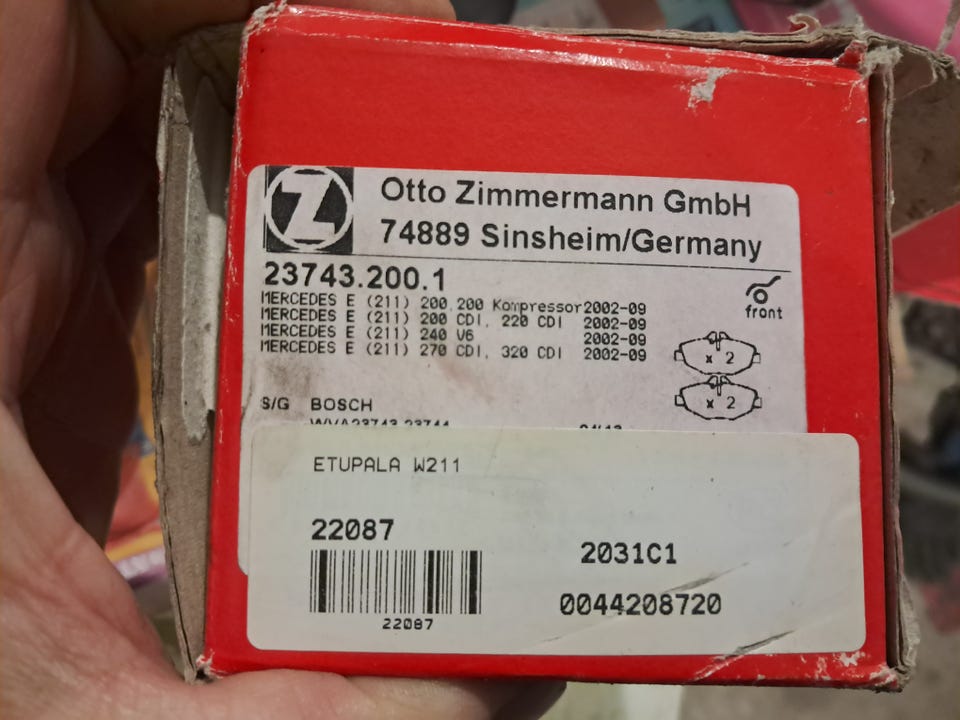 Z
Otto Zimmermann GmbH
74889 Sinsheim/Germany
23743.200.1
MERCEDES E (211) 200,200 Kompressor 2002-09
MERCEDES E (211) 200 CDI, 220 CDI 2002-09
MERCEDES E (211) 240 V6 2002-09
MERCEDES E (211) 270 CDI, 320 CDI 2002-09
front
x 2
x 2
S/G BOSCH
ETUPALA W211
22087
2031C1
0044208720
22087